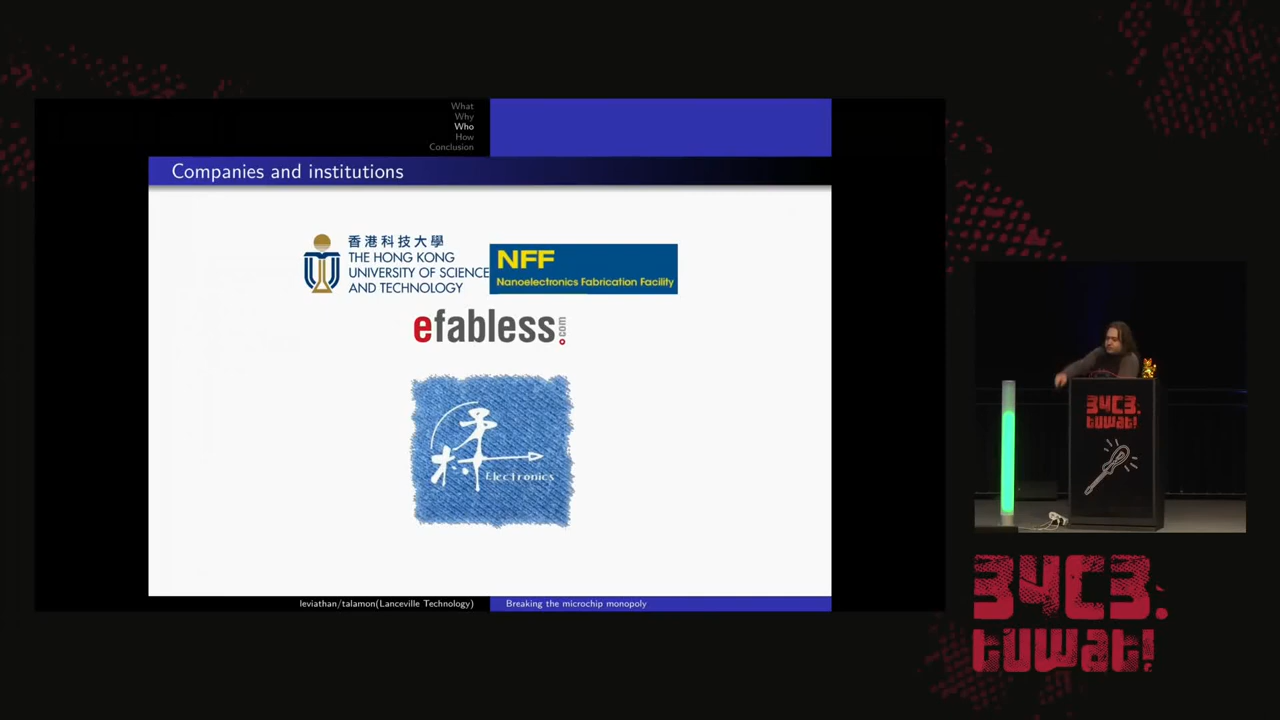 What
Why
Who
How
Conclusion
Companies and institutions
香港科技大學
THE HONG KONG
UNIVERSITY OF SCIENCE
AND TECHNOLOGY
NFF
Nanoelectronics Fabrication Facility
efabless.com
Electronics
leviathan/talamon(Lanceville Technology)
Breaking the microchip monopoly
34C3.
tuwat!
34C3.
tuwat!